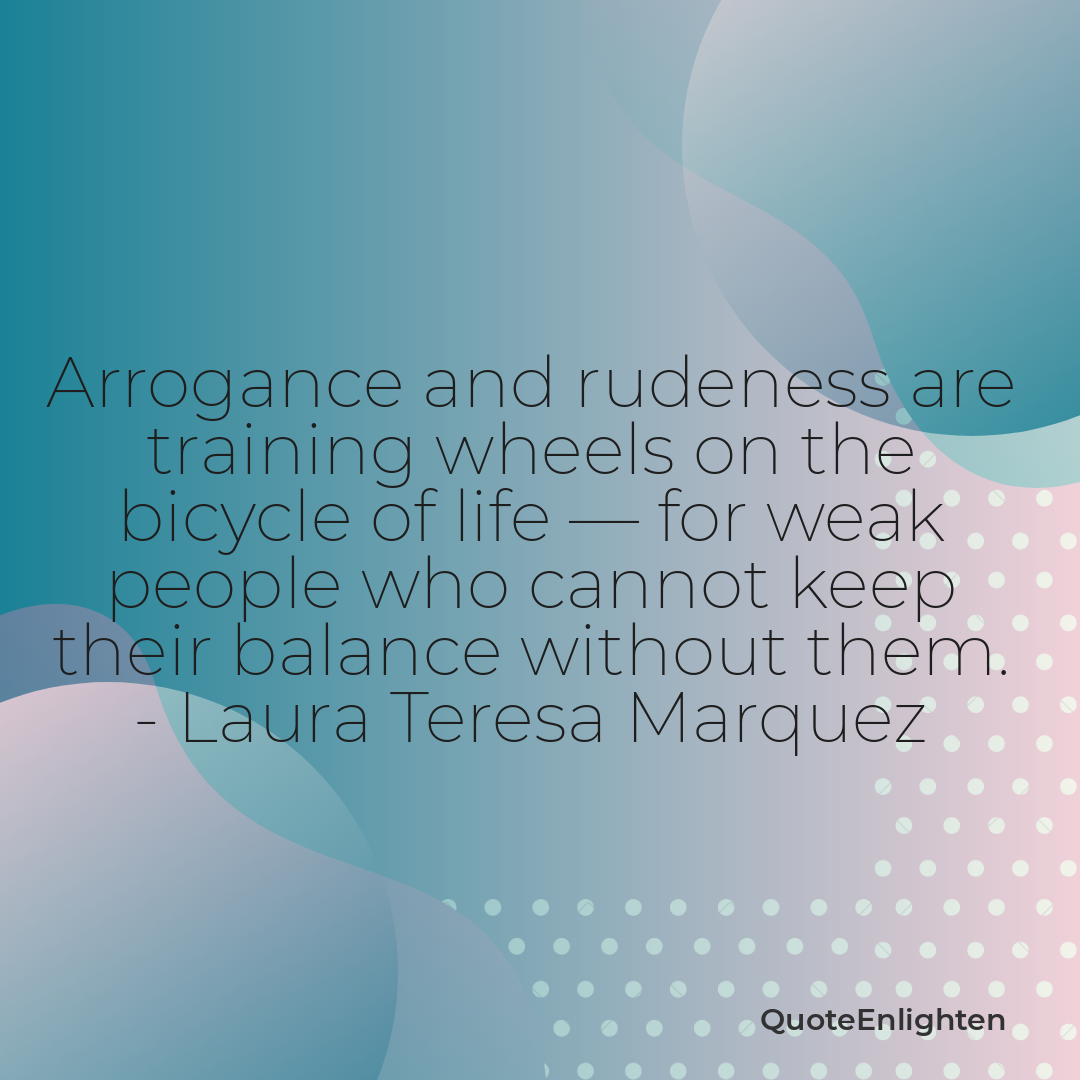 Arrogance and rudeness are
training wheels on the
bicycle of life — for weak
people who cannot keep
their balance without them.
- Laura Teresa Marquez
QuoteEnlighten